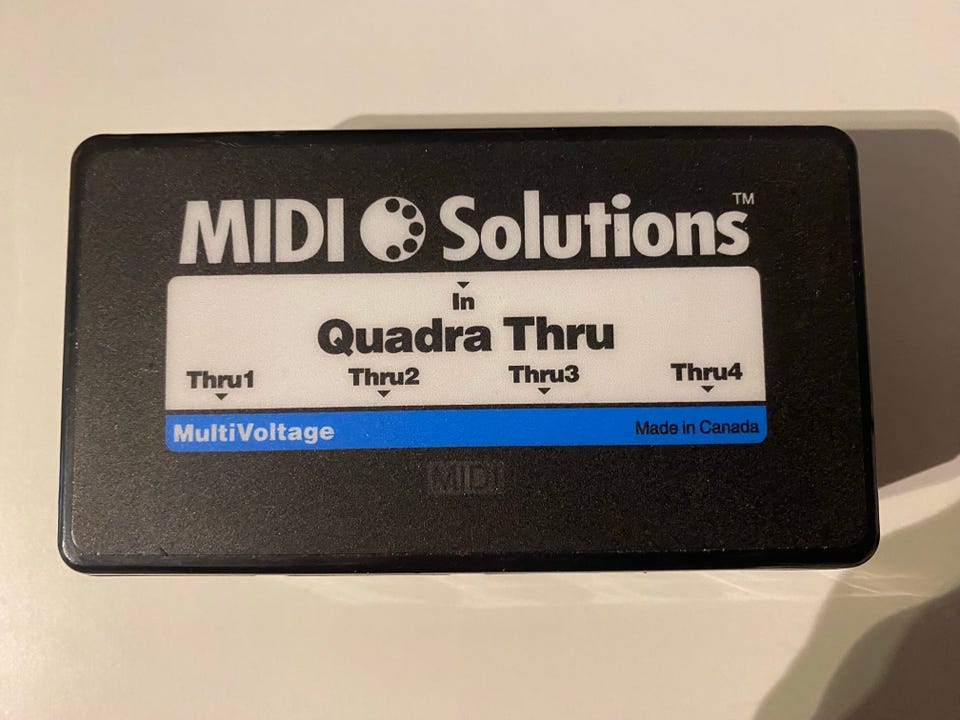 MIDI Solutions™
In
Quadra Thru
Thru1 Thru2 Thru3 Thru4
MultiVoltage Made in Canada
MIDI